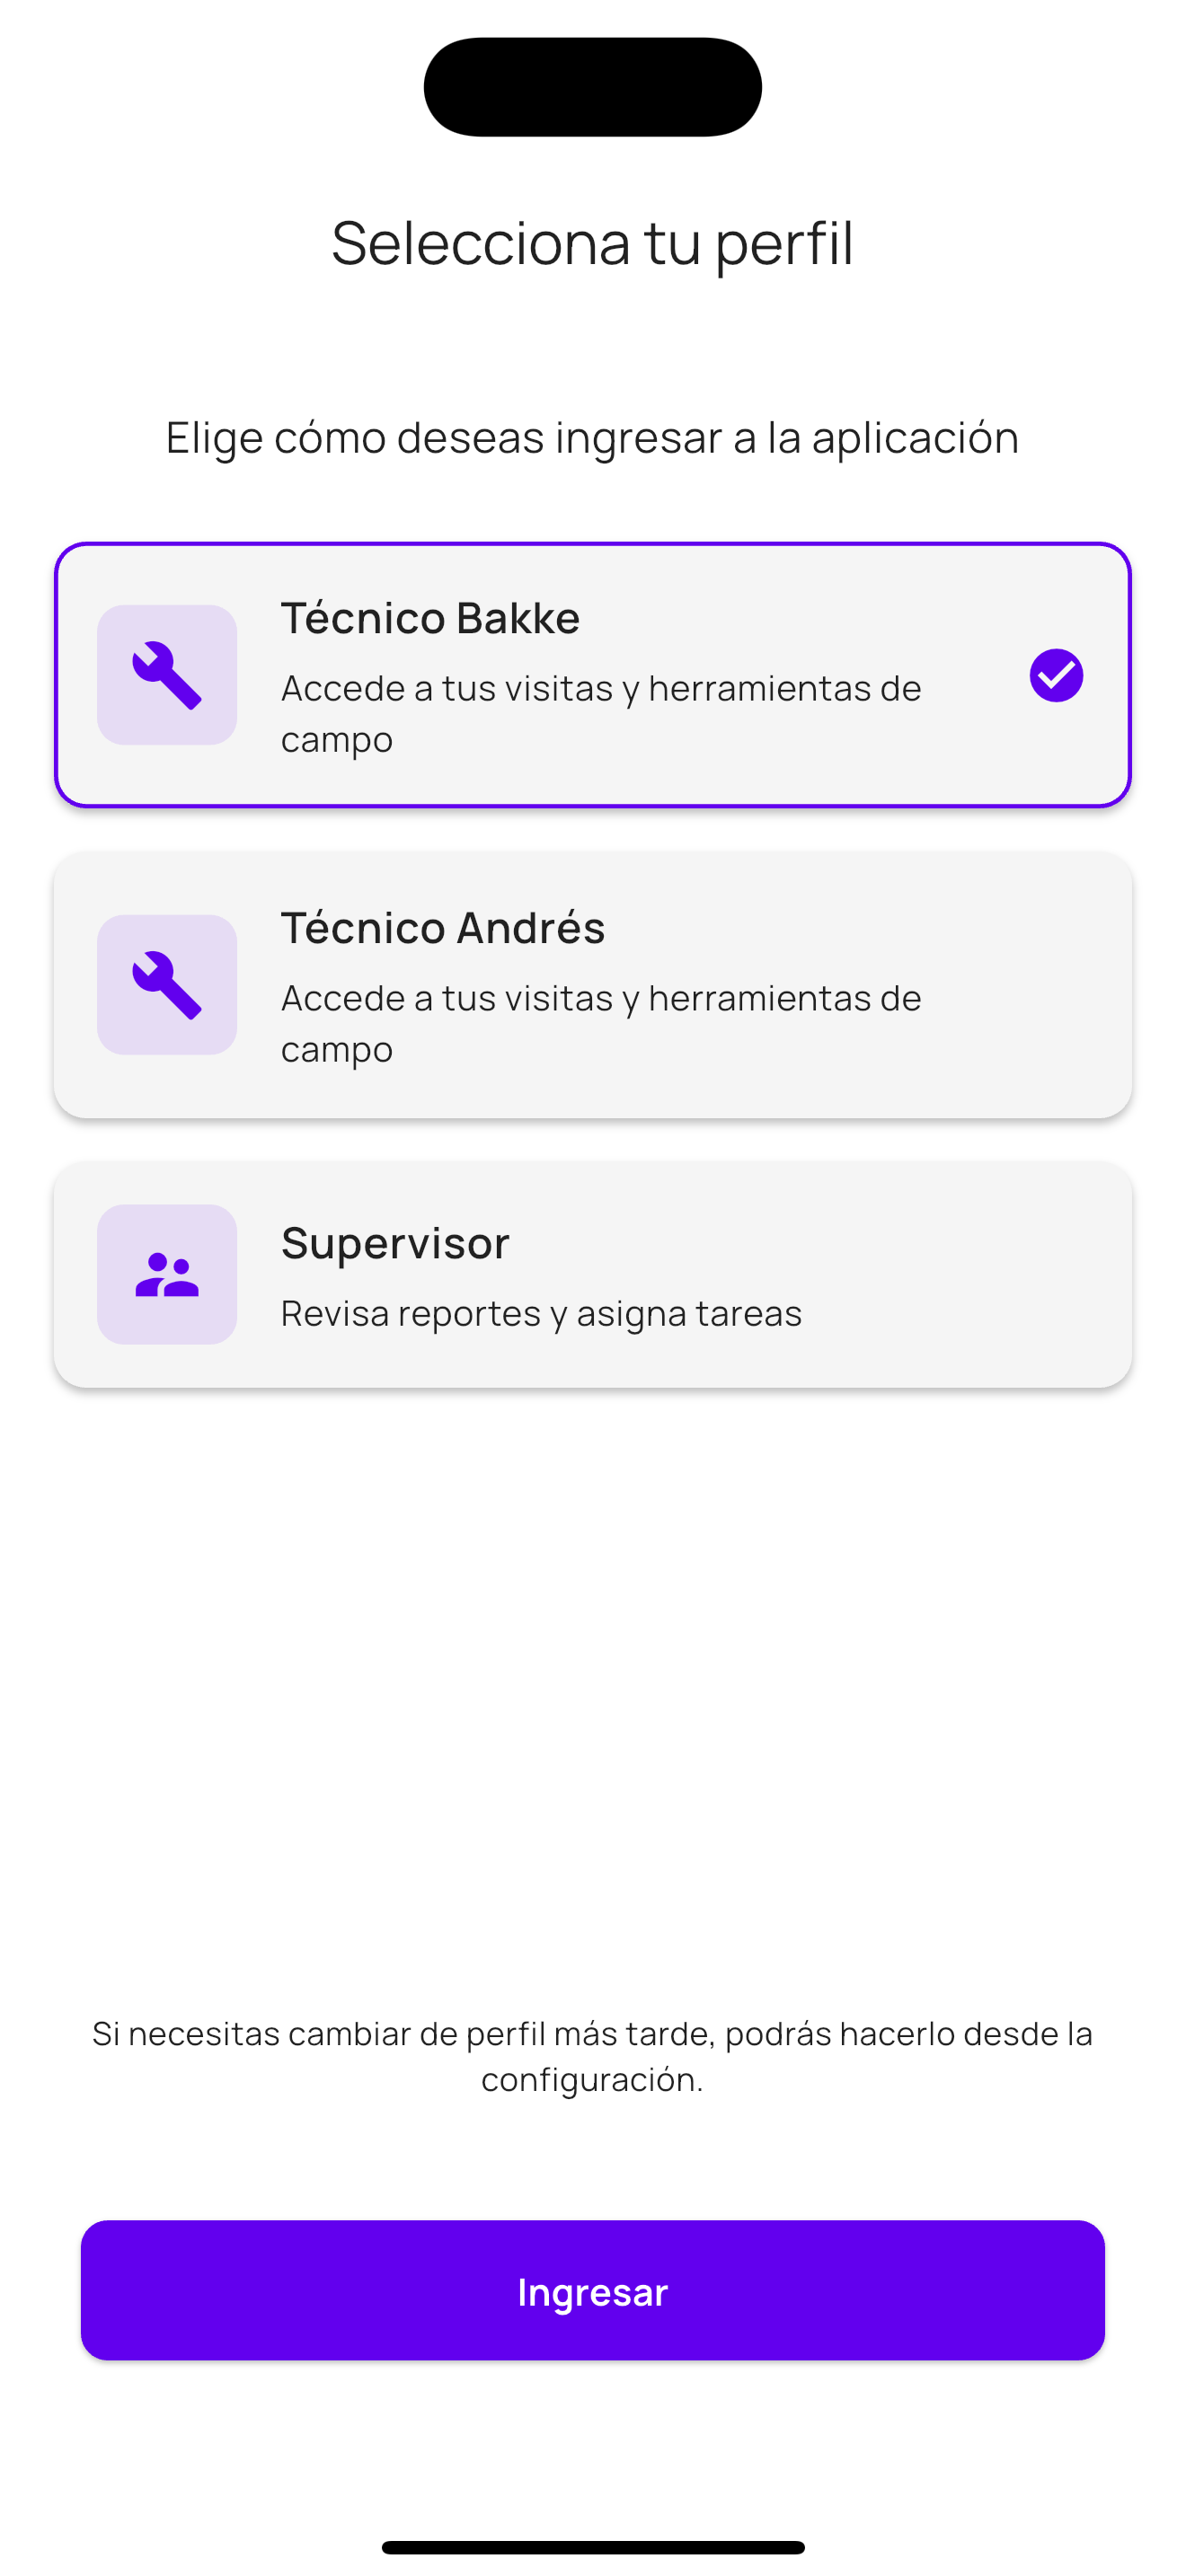 Selecciona tu perfil
Elige cómo deseas ingresar a la aplicación
Técnico Bakke
Accede a tus visitas y herramientas de
campo
Técnico Andrés
Accede a tus visitas y herramientas de
campo
Supervisor
Revisa reportes y asigna tareas
Si necesitas cambiar de perfil más tarde, podrás hacerlo desde la
configuración.
Ingresar